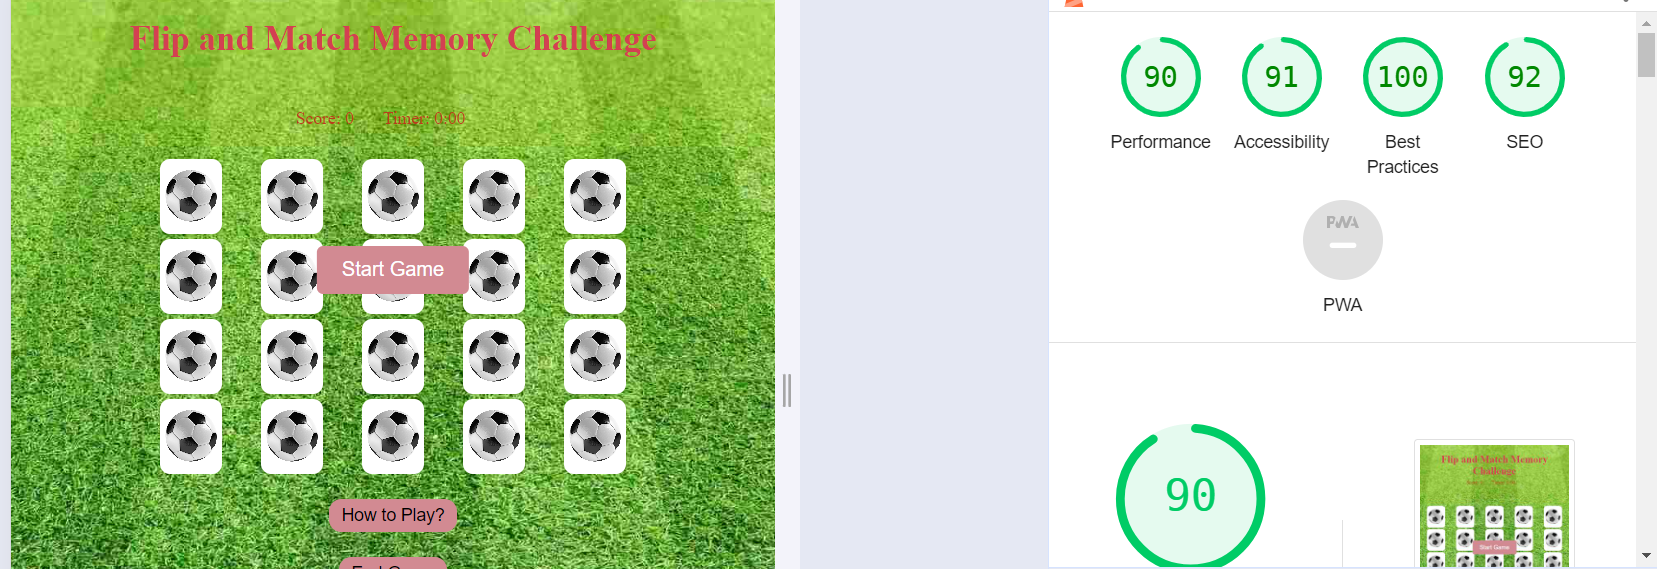 Flip and Match Memory Challenge
Score: 0 Timer: 0:00
Start Game
How to Play?
90 91 100 92
Performance Accessibility Best Practices SEO
PWA
PWA
90
Flip and Match Memory
Challenge
Start Game